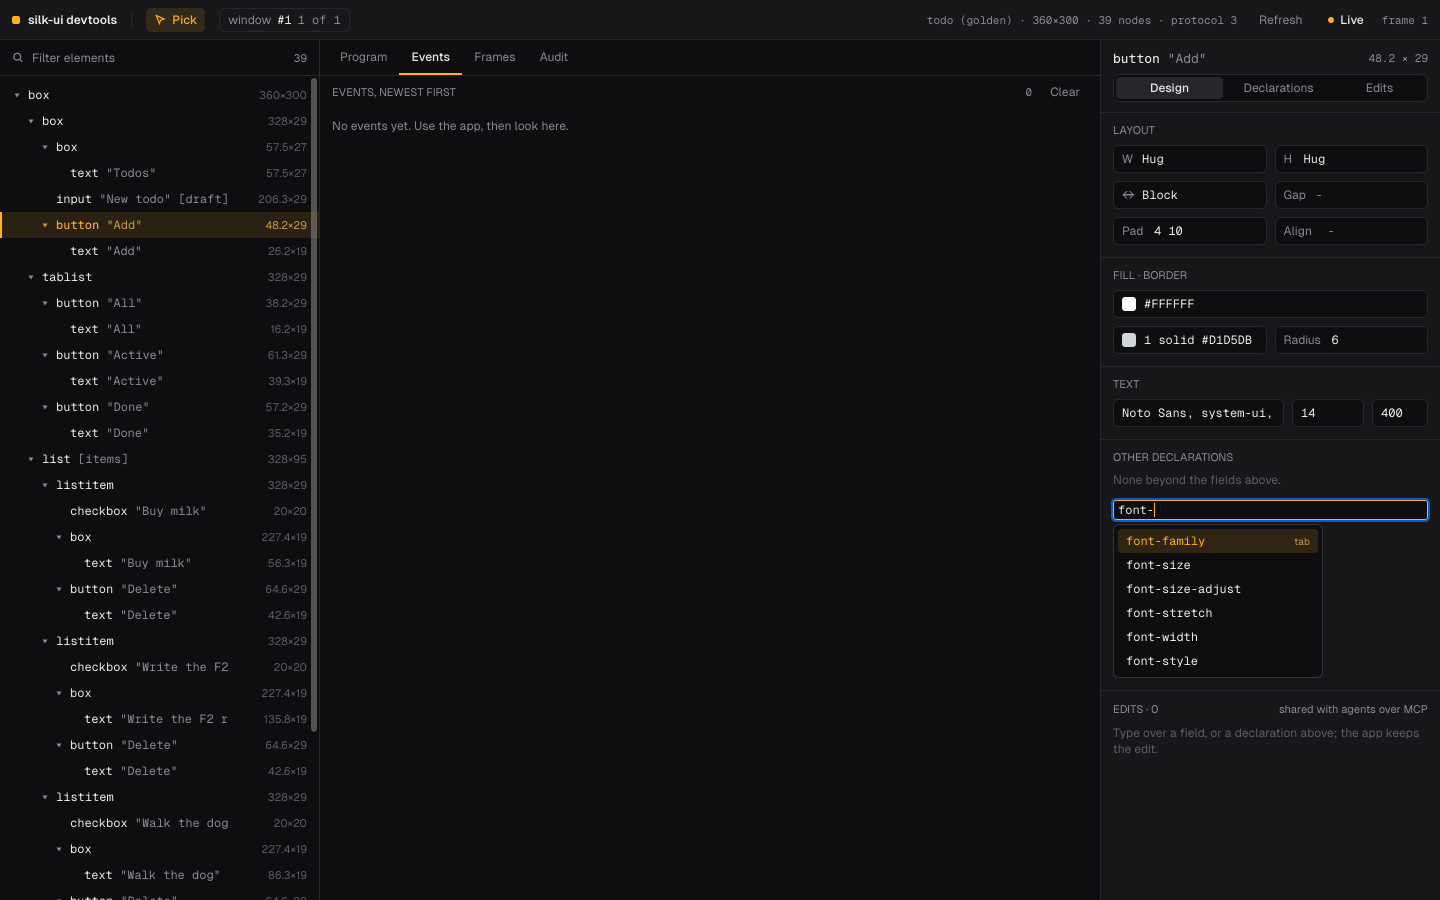 silk-ui devtools
Pick
window #1 1 of 1
todo (golden) · 360×300 · 39 nodes · protocol 3
Refresh
Live
frame 1
Filter elements
39
box 360×300
box 328×29
box 57.5×27
text "Todos" 57.5×27
input "New todo" [draft] 206.3×29
button "Add" 48.2×29
text "Add" 26.2×19
tablist 328×29
button "All" 38.2×29
text "All" 16.2×19
button "Active" 61.3×29
text "Active" 39.3×19
button "Done" 57.2×29
text "Done" 35.2×19
list [items] 328×95
listitem 328×29
checkbox "Buy milk" 20×20
box 227.4×19
text "Buy milk" 56.3×19
button "Delete" 64.6×29
text "Delete" 42.6×19
listitem 328×29
checkbox "Write the F2 20×20
box 227.4×19
text "Write the F2 r 135.8×19
button "Delete" 64.6×29
text "Delete" 42.6×19
listitem 328×29
checkbox "Walk the dog 20×20
box 227.4×19
text "Walk the dog" 86.3×19
button "Delete" 64.6×29
Program
Events
Frames
Audit
EVENTS, NEWEST FIRST
0
Clear
No events yet. Use the app, then look here.
button "Add" 48.2 × 29
Design
Declarations
Edits
LAYOUT
W Hug
H Hug
Block
Gap -
Pad 4 10
Align -
FILL · BORDER
#FFFFFF
1 solid #D1D5DB
Radius 6
TEXT
Noto Sans, system-ui,
14
400
OTHER DECLARATIONS
None beyond the fields above.
font-
font-family tab
font-size
font-size-adjust
font-stretch
font-width
font-style
EDITS · 0
shared with agents over MCP
Type over a field, or a declaration above; the app keeps
the edit.